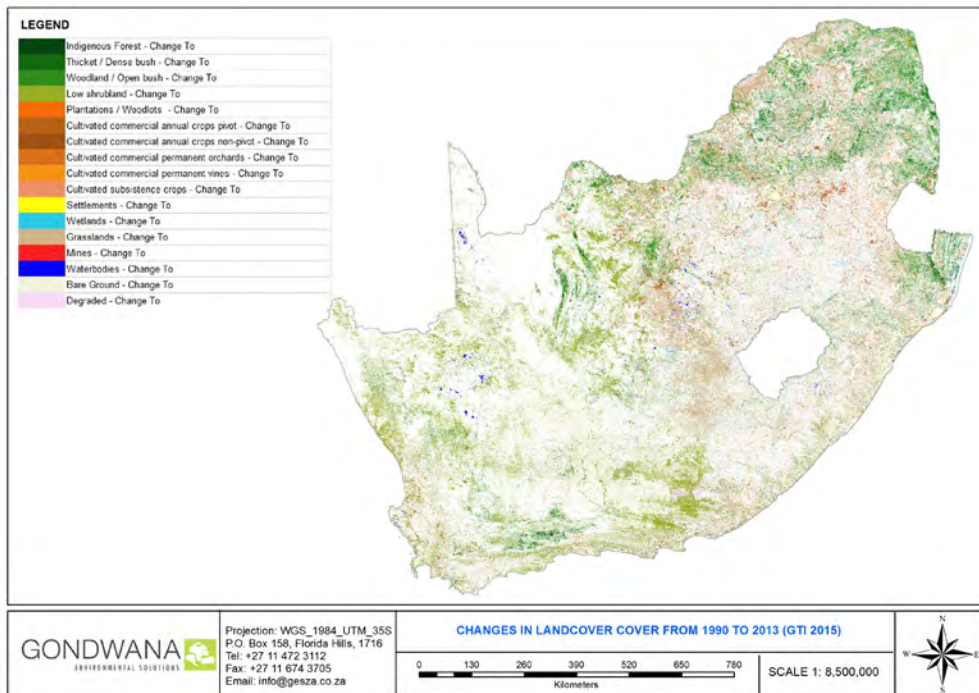 LEGEND
Indigenous Forest - Change To
Thicket / Dense bush - Change To
Woodland / Open bush - Change To
Low shrubland - Change To
Plantations / Woodlots - Change To
Cultivated commercial annual crops pivot - Change To
Cultivated commercial annual crops non-pivot - Change To
Cultivated commercial permanent orchards - Change To
Cultivated commercial permanent vines - Change To
Cultivated subsistence crops - Change To
Settlements - Change To
Wetlands - Change To
Grasslands - Change To
Mines - Change To
Waterbodies - Change To
Bare Ground - Change To
Degraded - Change To
GONDWANA
ENVIRONMENTAL SOLUTIONS
Projection: WGS_1984_UTM_35S
P.O. Box 158, Florida Hills, 1716
Tel: +27 11 472 3112
Fax: +27 11 674 3705
Email: info@gesza.co.za
CHANGES IN LANDCOVER COVER FROM 1990 TO 2013 (GTI 2015)
0 130 260 390 520 650 780
Kilometers
SCALE 1: 8,500,000
N
W E
S